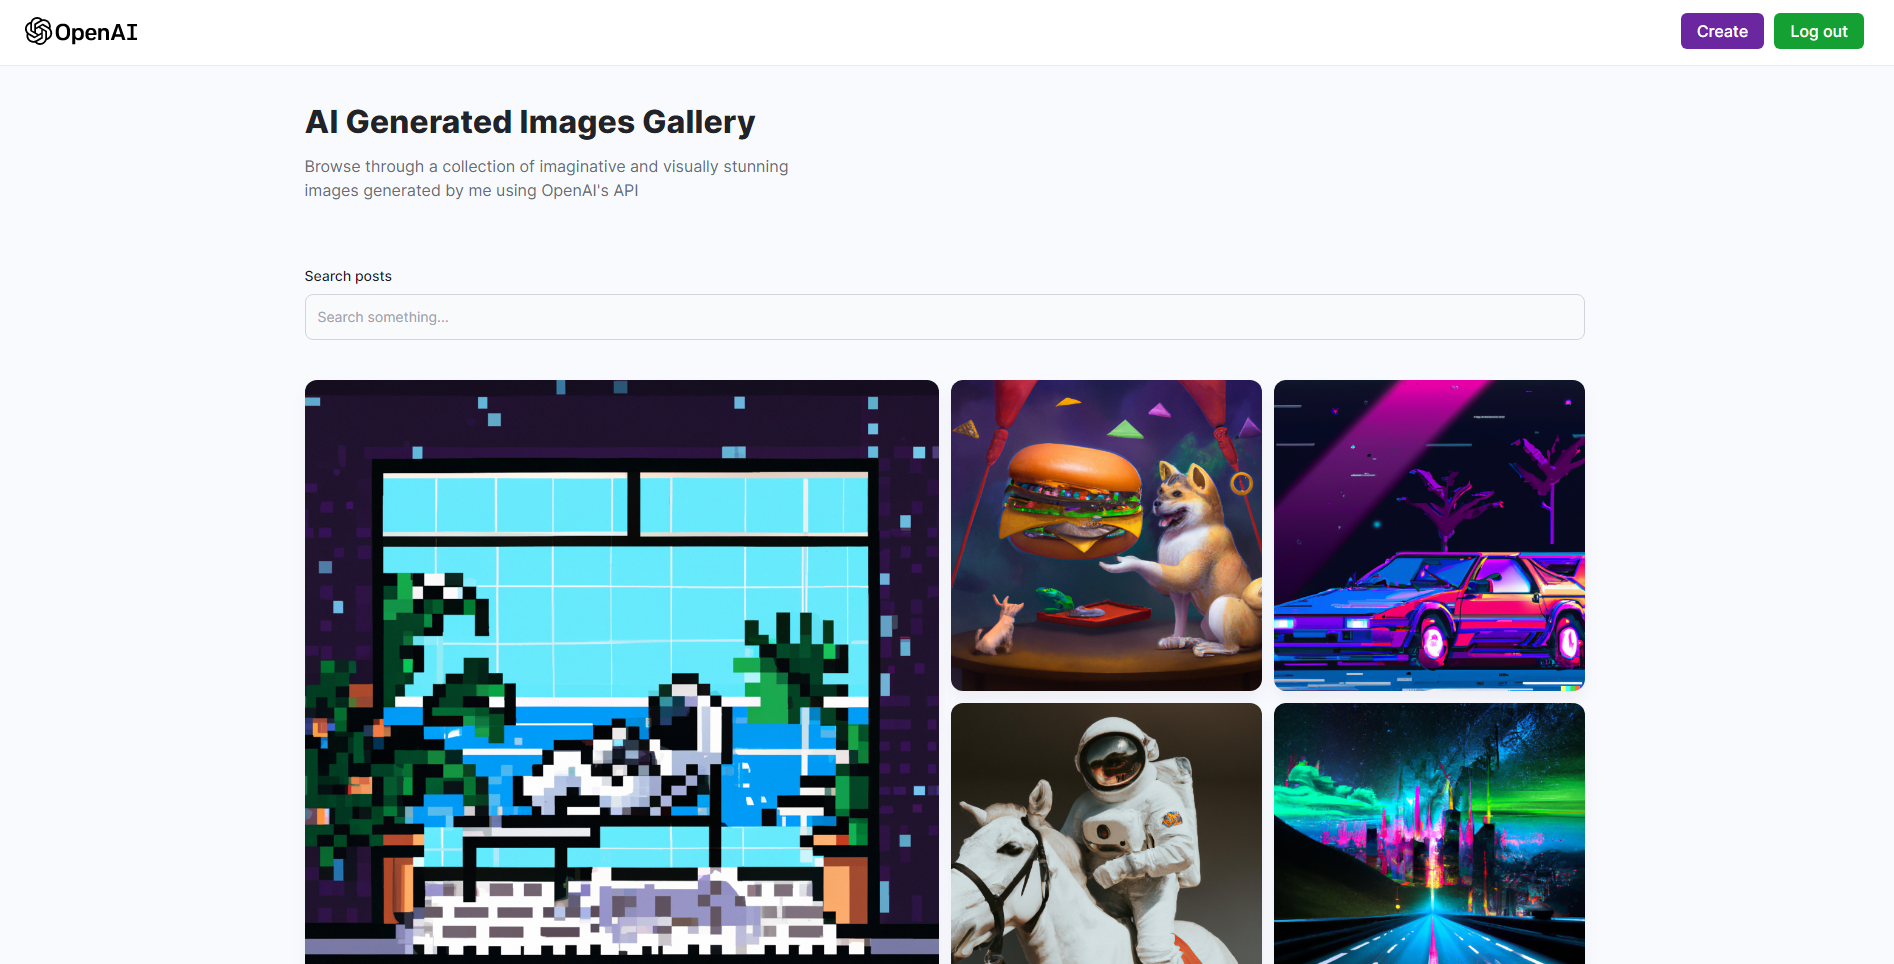 OpenAI
Create
Log out
AI Generated Images Gallery
Browse through a collection of imaginative and visually stunning
images generated by me using OpenAI's API
Search posts
Search something...